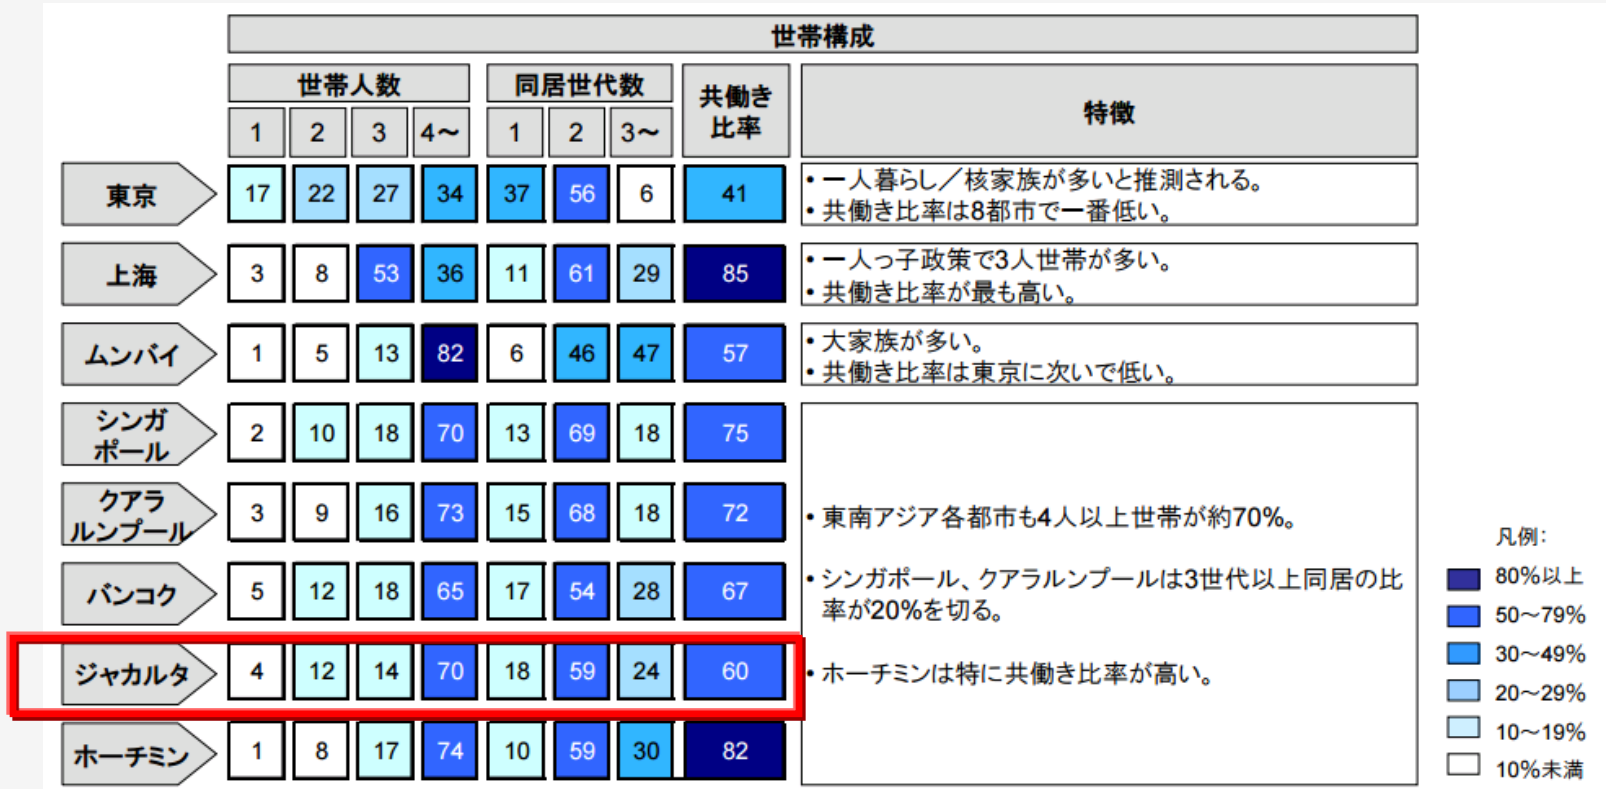 世帯構成
世帯人数 同居世代数 共働き比率 特徴
1 2 3 4～ 1 2 3～
東京 17 22 27 34 37 56 6 41
・一人暮らし／核家族が多いと推測される。
・共働き比率は8都市で一番低い。
上海 3 8 53 36 11 61 29 85
・一人っ子政策で3人世帯が多い。
・共働き比率が最も高い。
ムンバイ 1 5 13 82 6 46 47 57
・大家族が多い。
・共働き比率は東京に次いで低い。
シンガポール 2 10 18 70 13 69 18 75
クアラルンプール 3 9 16 73 15 68 18 72
バンコク 5 12 18 65 17 54 28 67
ジャカルタ 4 12 14 70 18 59 24 60
ホーチミン 1 8 17 74 10 59 30 82
・東南アジア各都市も4人以上世帯が約70%。
・シンガポール、クアラルンプールは3世代以上同居の比
率が20%を切る。
・ホーチミンは特に共働き比率が高い。
凡例:
80%以上
50～79%
30～49%
20～29%
10～19%
10%未満